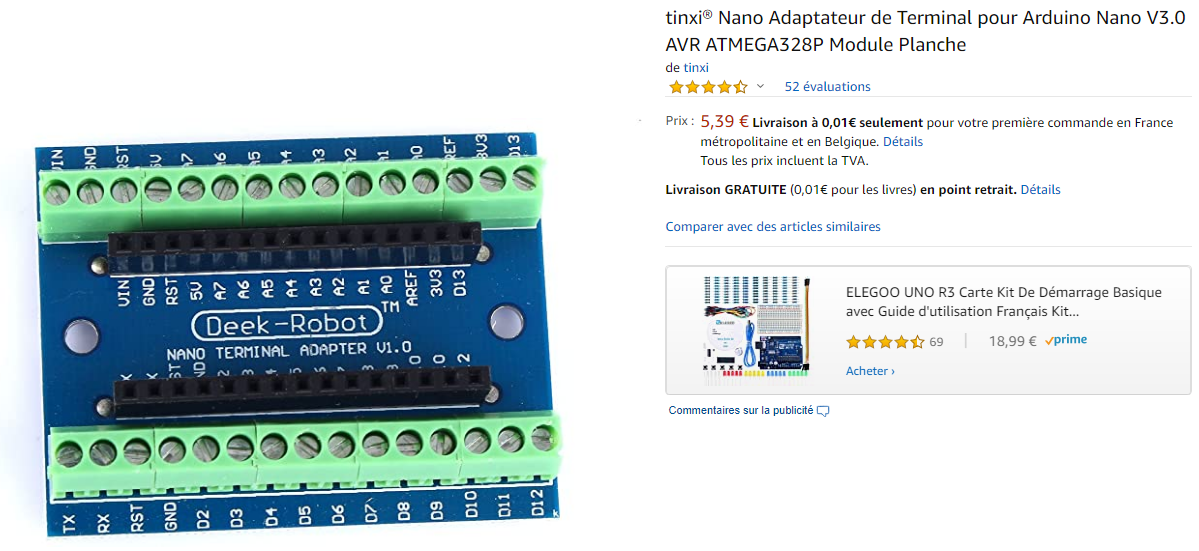 tinxi® Nano Adaptateur de Terminal pour Arduino Nano V3.0
AVR ATMEGA328P Module Planche
de tinxi
52 évaluations
Prix : 5,39 € Livraison à 0,01€ seulement pour votre première commande en France
métropolitaine et en Belgique. Détails
Tous les prix incluent la TVA.
Livraison GRATUITE (0,01€ pour les livres) en point retrait. Détails
Comparer avec des articles similaires
ELEGOO UNO R3 Carte Kit De Démarrage Basique
avec Guide d'utilisation Français Kit...
69 18,99 € prime
Acheter ›
Commentaires sur la publicité
VIN GND RST 5V A7 A6 A5 A4 A3 A2 A1 A0 REF 3V3 D13
VIN GND RST 5V A7 A6 A5 A4 A3 A2 A1 A0 AREF 3V3 D13
Deek-Robot™
NANO TERMINAL ADAPTER V1.0
TX RX RST GND D2 D3 D4 D5 D6 D7 D8 D9 D10 D11 D12